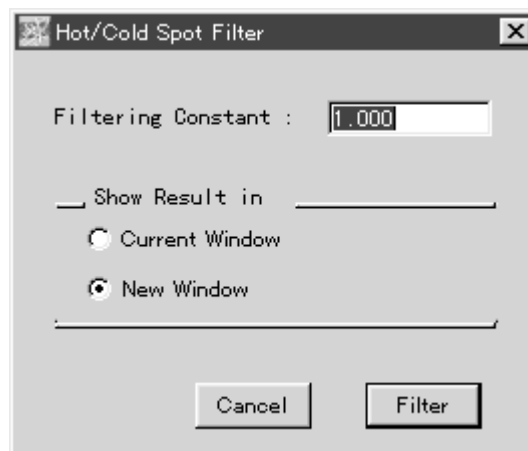 Hot/Cold Spot Filter
Filtering Constant : 1.000
Show Result in
Current Window
New Window
Cancel Filter